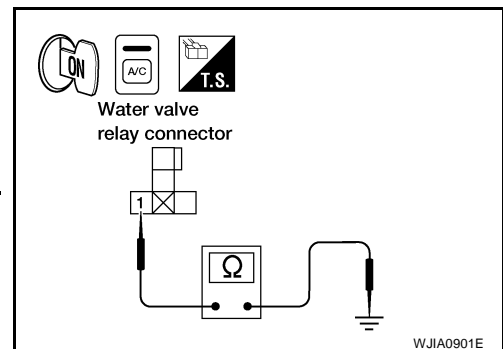 ON
A/C
T.S.
Water valve
relay connector
1
Ω
WJIA0901E